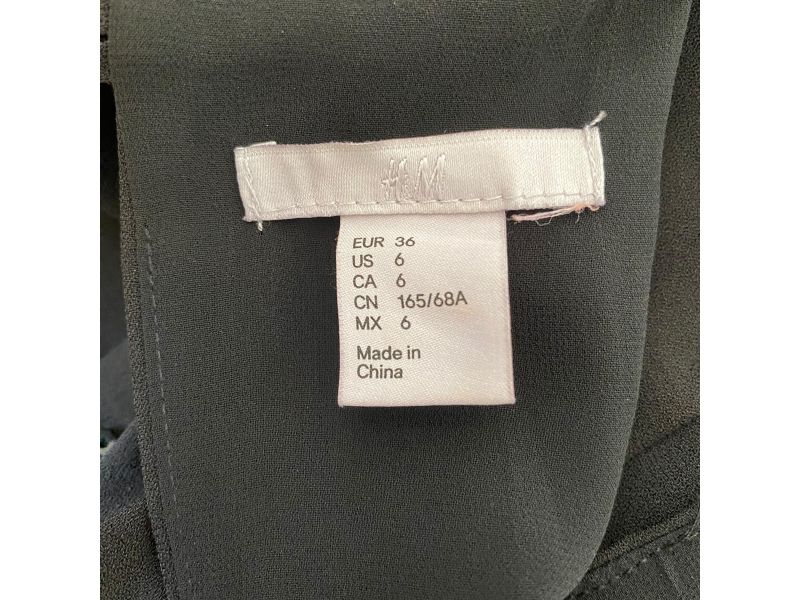 H&M
EUR 36
US 6
CA 6
CN 165/68A
MX 6
Made in
China